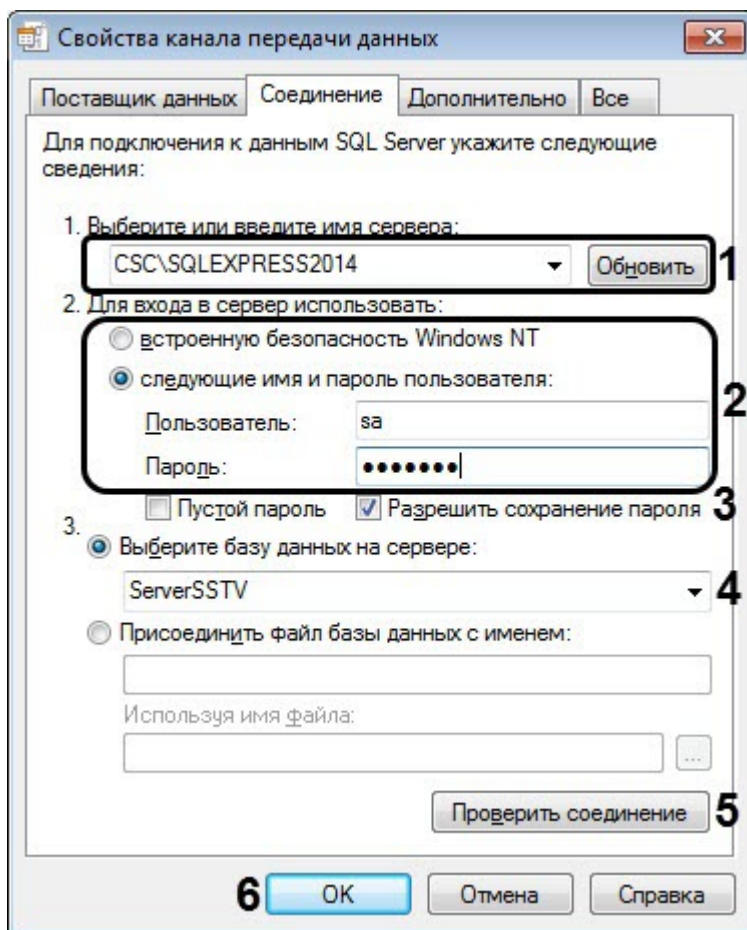 Свойства канала передачи данных
Поставщик данных Соединение Дополнительно Все
Для подключения к данным SQL Server укажите следующие
сведения:
1. Выберите или введите имя сервера:
CSC\SQLEXPRESS2014 Обновить 1
2. Для входа в сервер использовать:
встроенную безопасность Windows NT
следующие имя и пароль пользователя:
2
Пользователь: sa
Пароль: ●●●●●●●
Пустой пароль Разрешить сохранение пароля 3
3.
Выберите базу данных на сервере:
ServerSSTV 4
Присоединить файл базы данных с именем:
Используя имя файла:
...
Проверить соединение 5
6 OK Отмена Справка